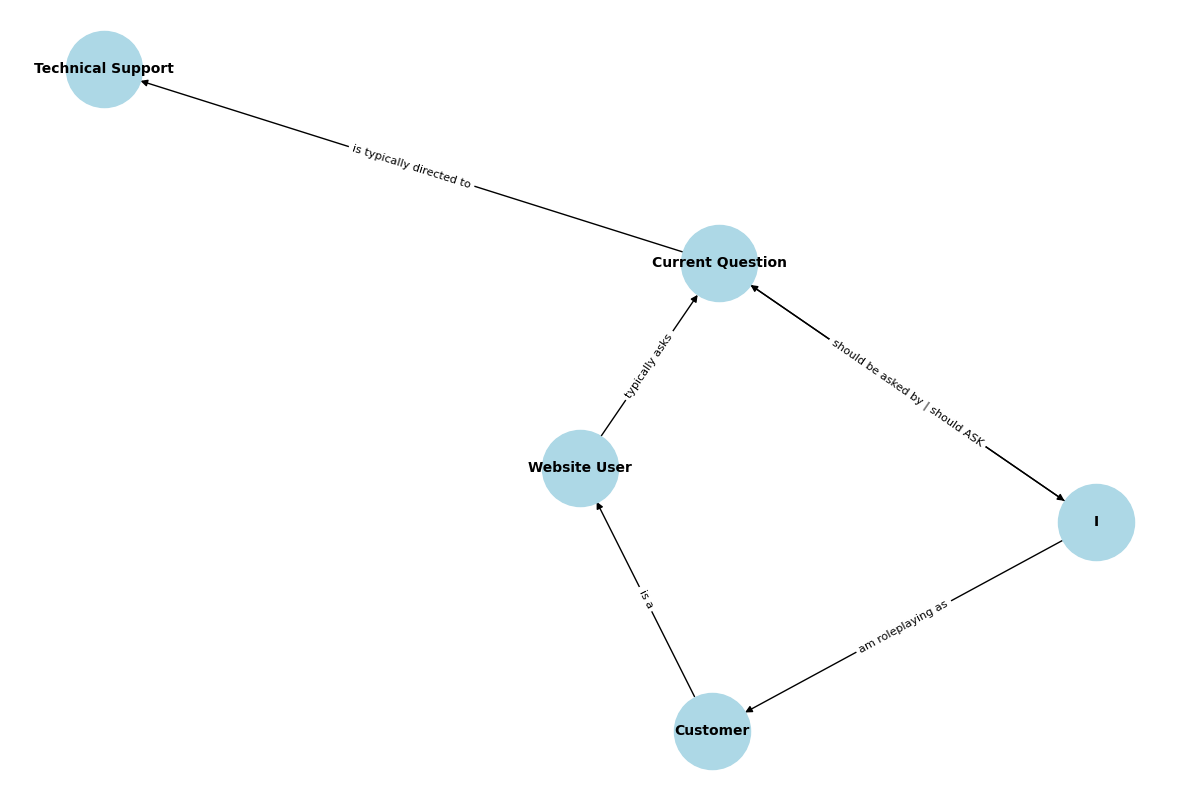 Technical Support
is typically directed to
Current Question
typically asks
should be asked by | should ASK
Website User
I
is a
am roleplaying as
Customer